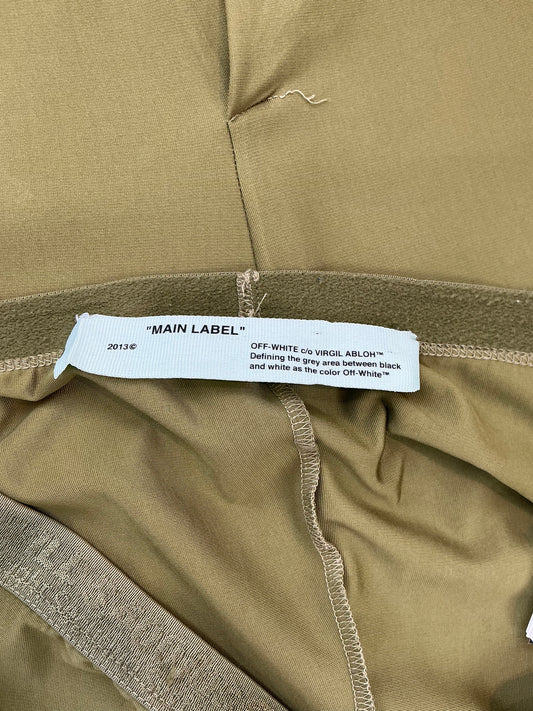 "MAIN LABEL"
2013©
OFF-WHITE c/o VIRGIL ABLOH™
Defining the grey area between black
and white as the color Off-White™